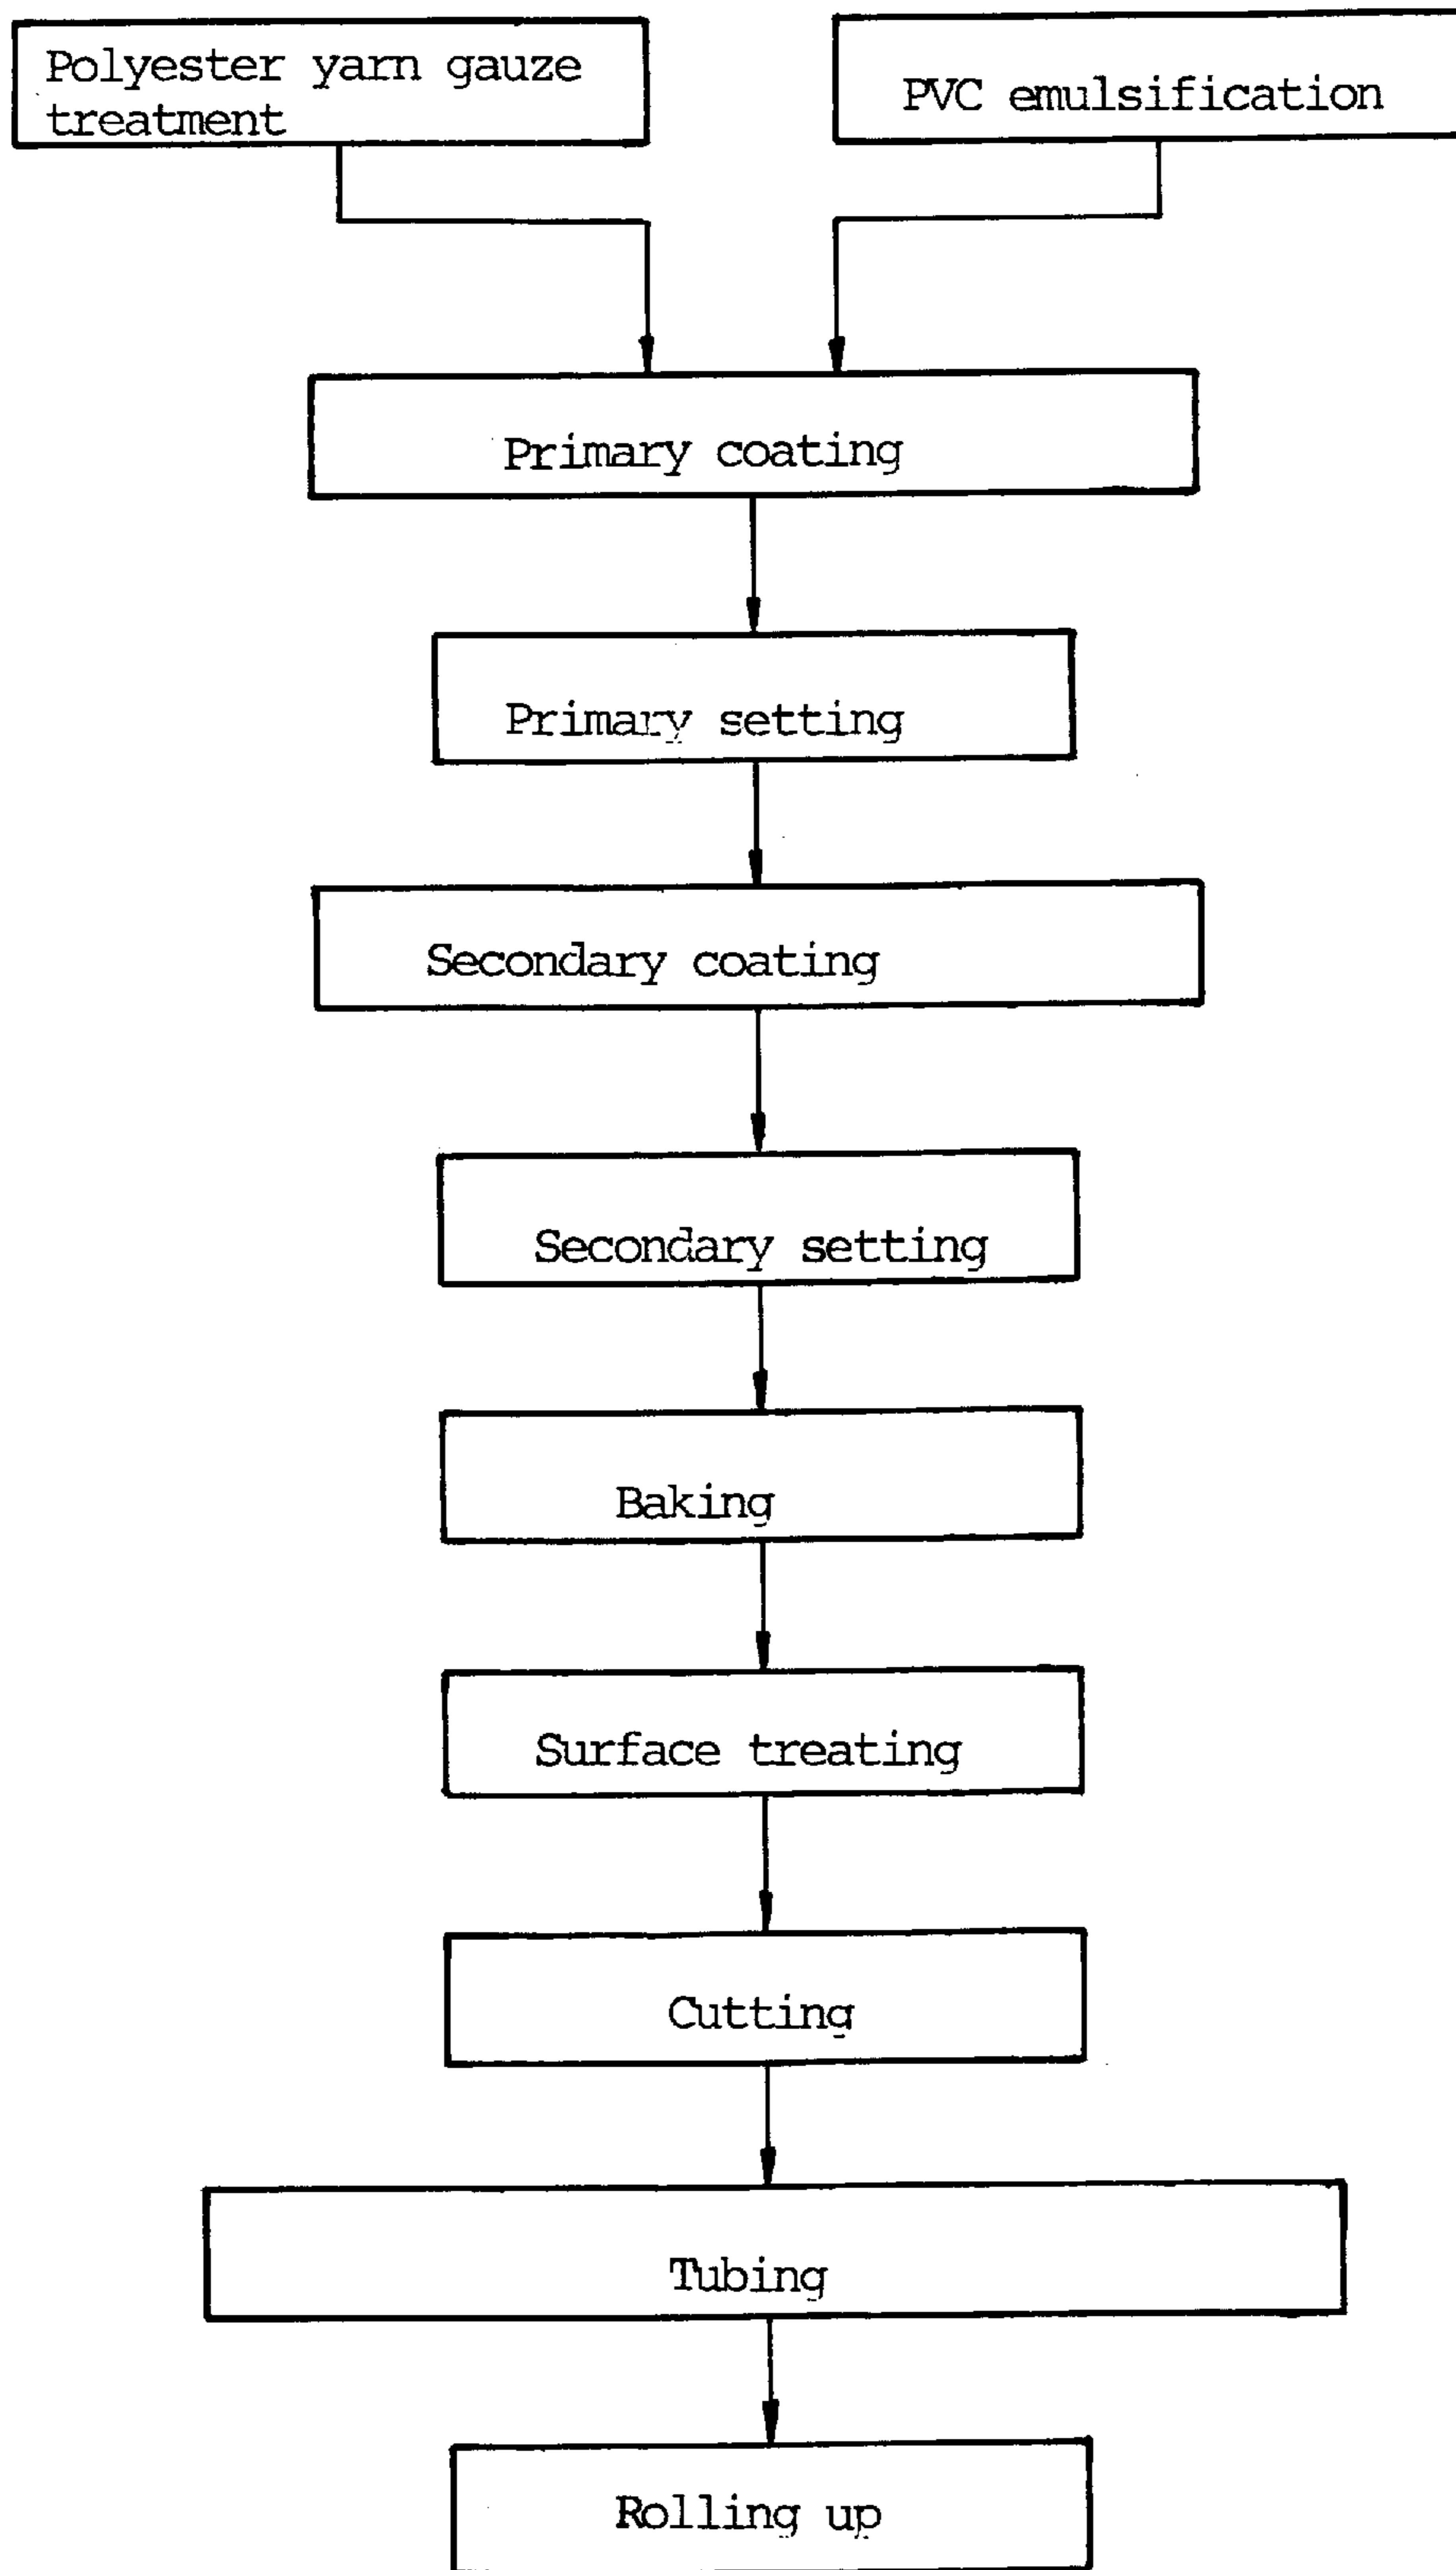 Polyester yarn gauze
treatment
PVC emulsification
Primary coating
Primary setting
Secondary coating
Secondary setting
Baking
Surface treating
Cutting
Tubing
Rolling up